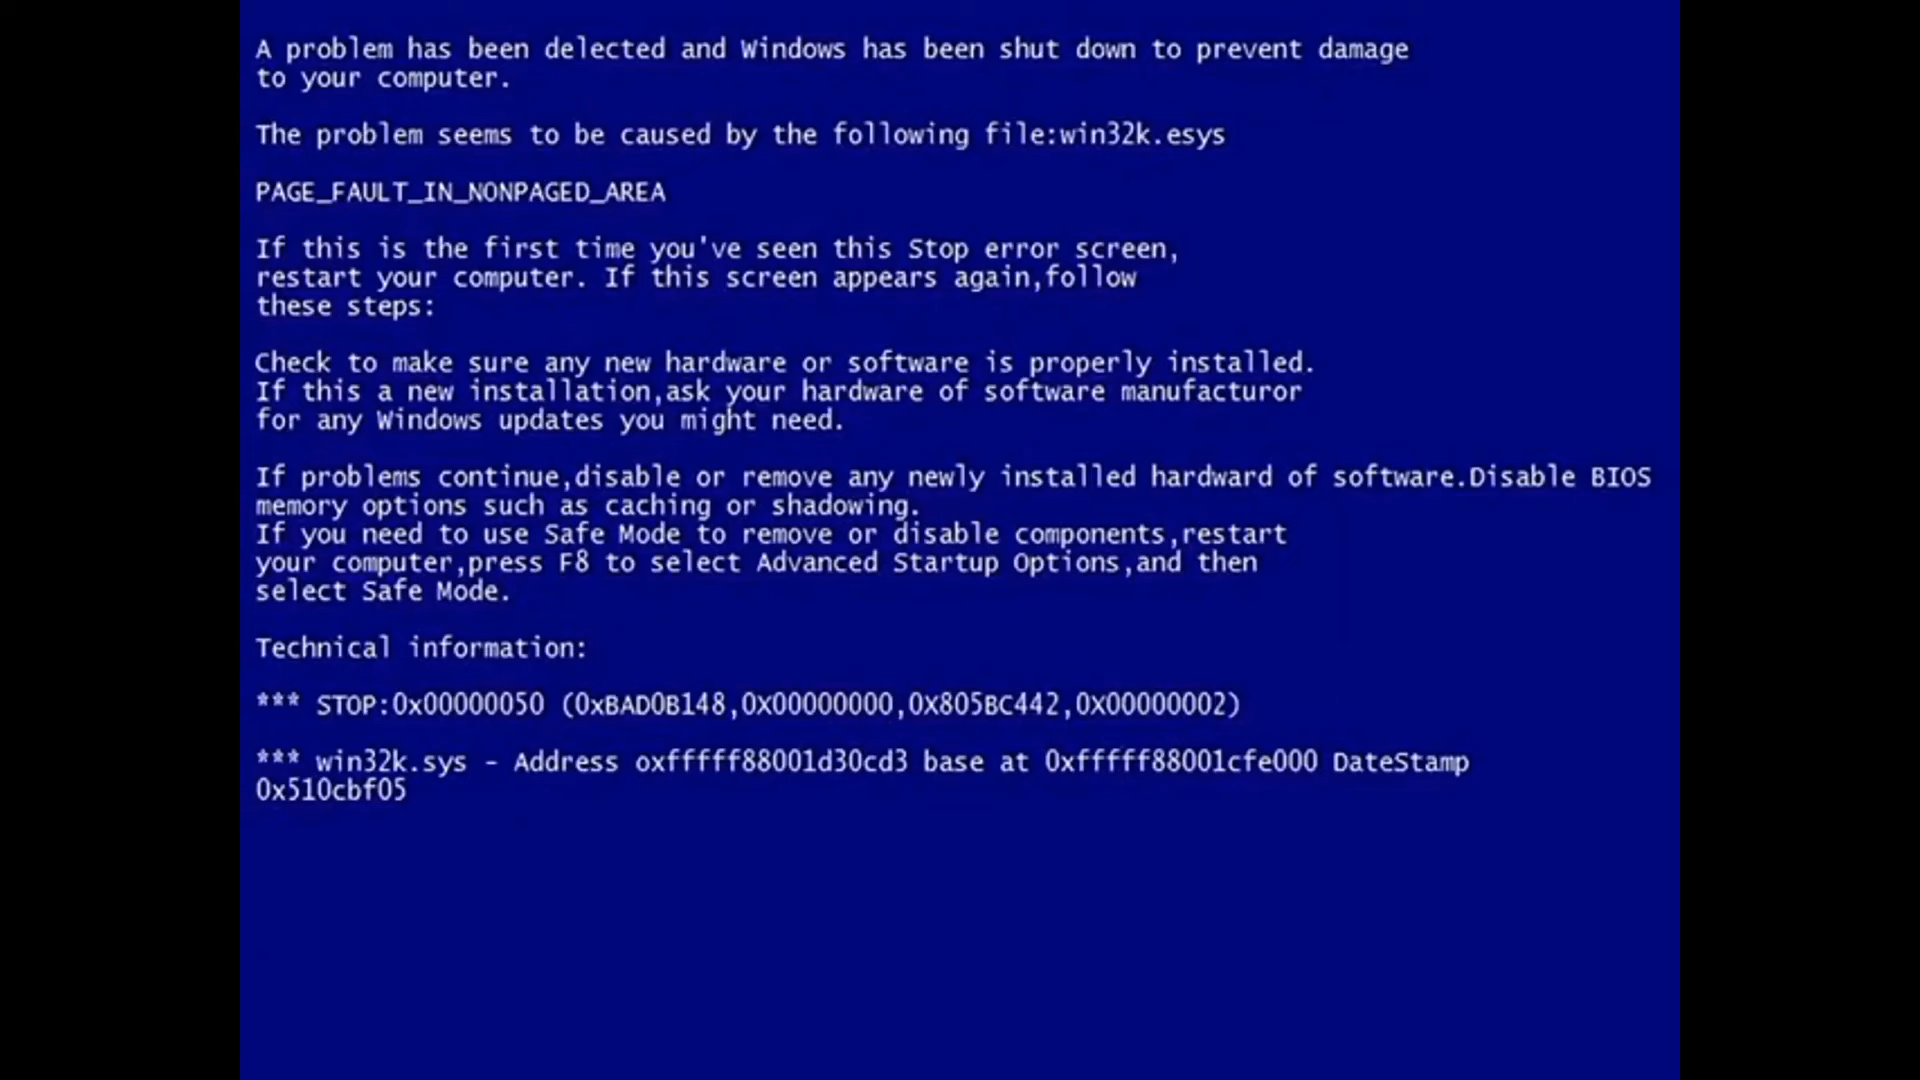 A problem has been delected and Windows has been shut down to prevent damage
to your computer.
The problem seems to be caused by the following file:win32k.esys
PAGE_FAULT_IN_NONPAGED_AREA
If this is the first time you've seen this Stop error screen,
restart your computer. If this screen appears again,follow
these steps:
Check to make sure any new hardware or software is properly installed.
If this a new installation,ask your hardware of software manufacturor
for any Windows updates you might need.
If problems continue,disable or remove any newly installed hardward of software.Disable BIOS
memory options such as caching or shadowing.
If you need to use Safe Mode to remove or disable components,restart
your computer,press F8 to select Advanced Startup Options,and then
select Safe Mode.
Technical information:
*** STOP:0x00000050 (0xBAD0B148,0X00000000,0X805BC442,0X00000002)
*** win32k.sys - Address oxfffff88001d30cd3 base at 0xfffff88001cfe000 DateStamp
0x510cbf05